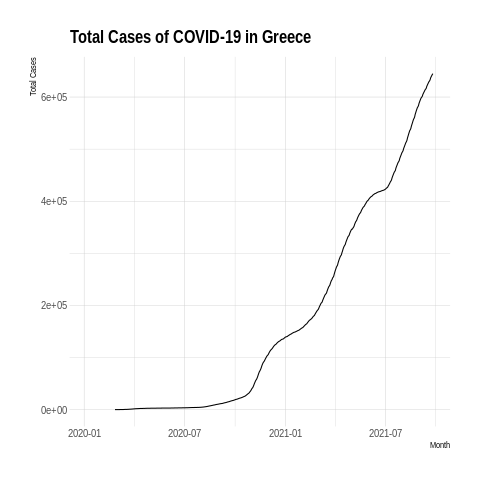 Total Cases of COVID-19 in Greece
Total Cases
6e+05
4e+05
2e+05
0e+00
2020-01 2020-07 2021-01 2021-07
Month